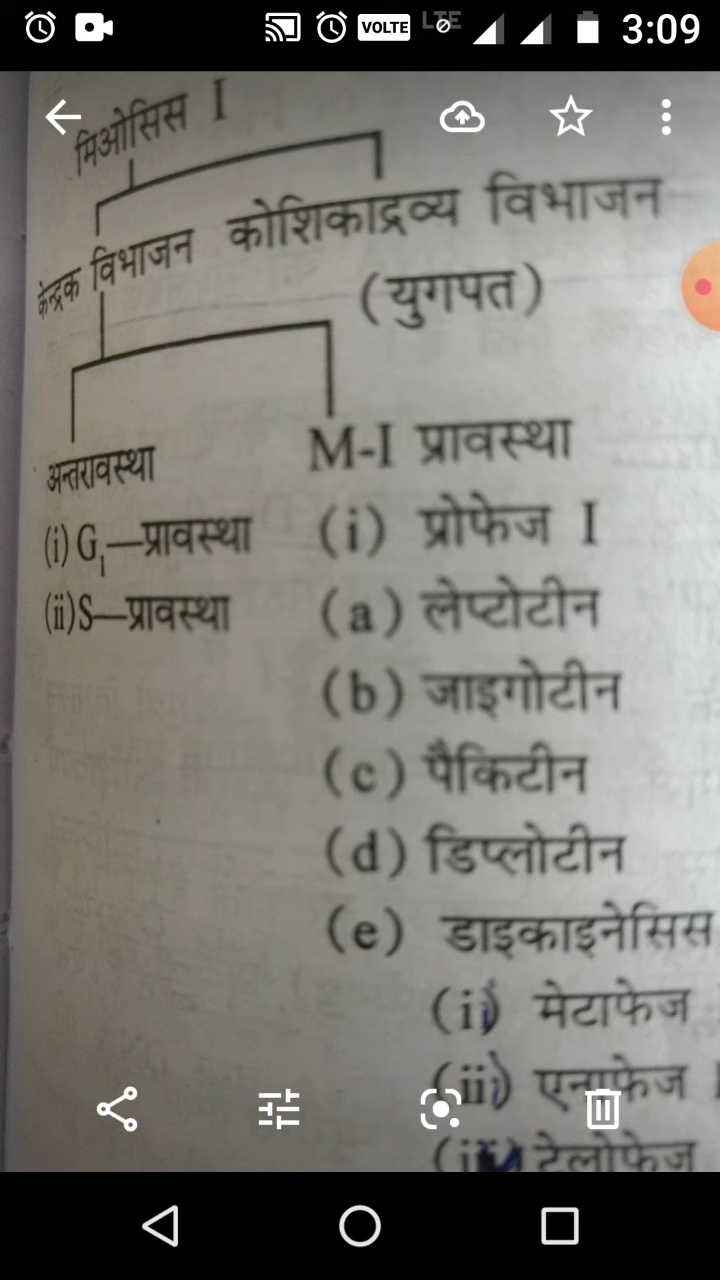 VOLTE LTE 3:09
मिओसिस I
केन्द्रक विभाजन कोशिकाद्रव्य विभाजन
(युगपत)
अन्तरावस्था M-I प्रावस्था
(i) G₁—प्रावस्था (i) प्रोफेज I
(ii) S—प्रावस्था (a) लेप्टोटीन
(b) जाइगोटीन
(c) पैकिटीन
(d) डिप्लोटीन
(e) डाइकाइनेसिस
(i) मेटाफेज
(ii) एनाफेज I
टेलोफेज